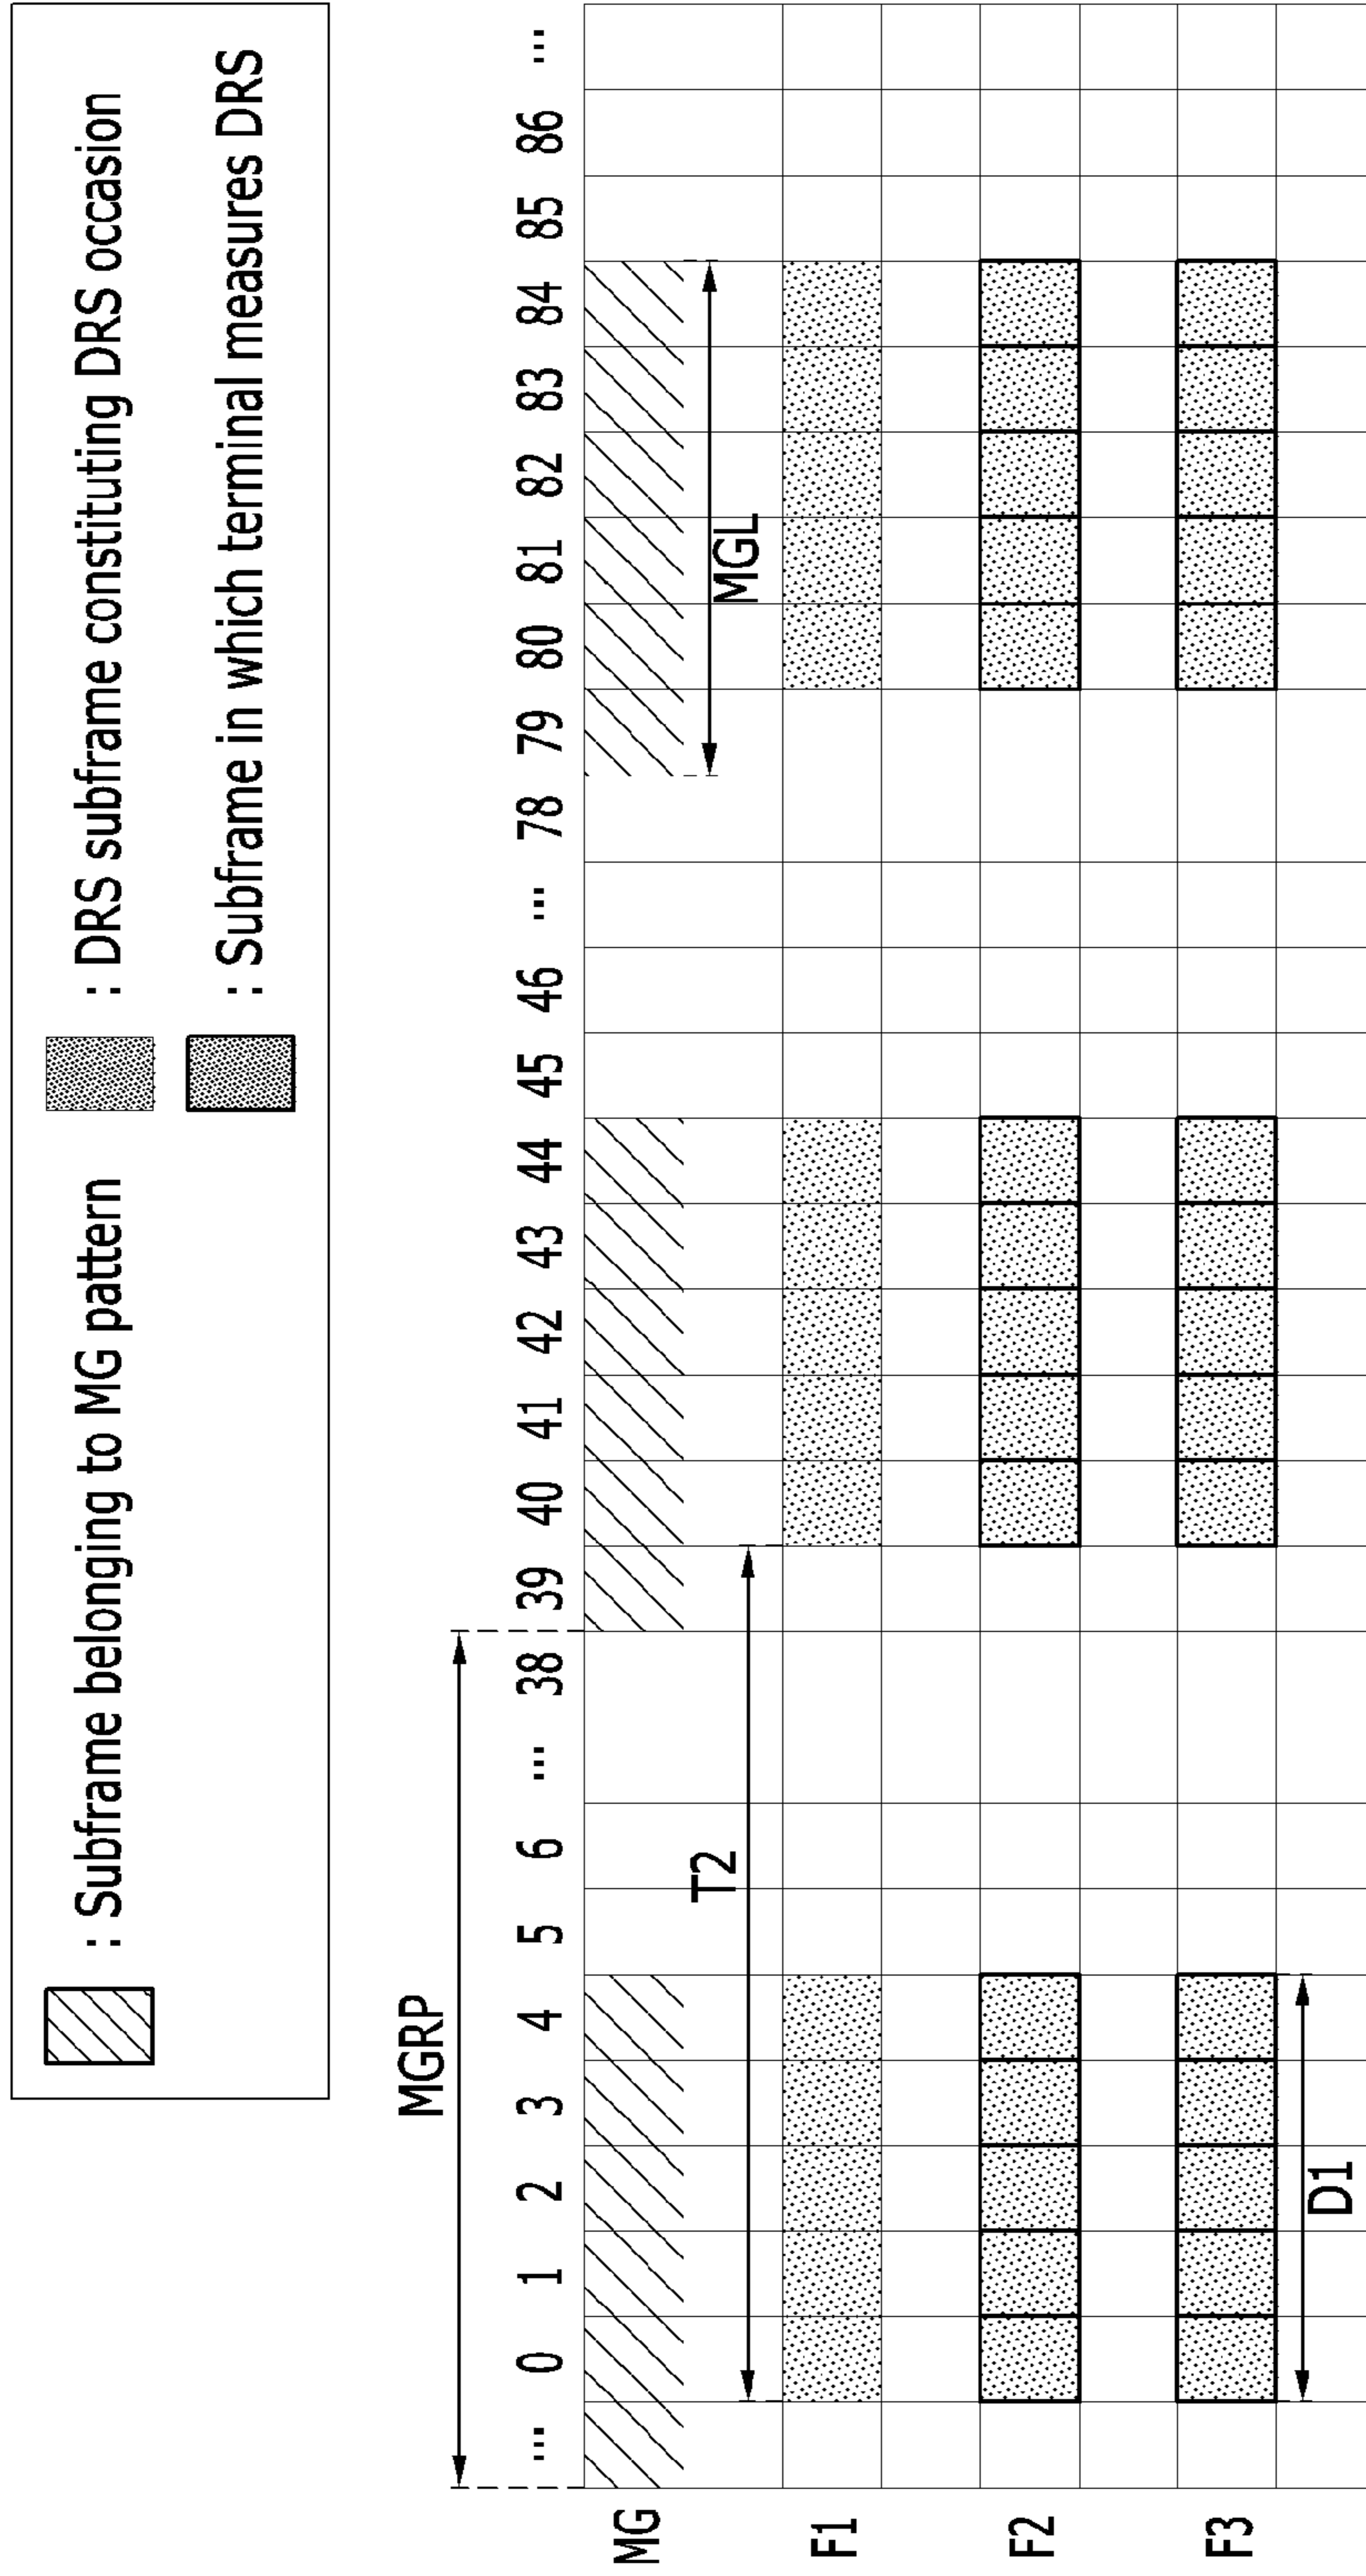 : Subframe belonging to MG pattern
: DRS subframe constituting DRS occasion
: Subframe in which terminal measures DRS
MGRP
... 0 1 2 3 4 5 6 ... 38 39 40 41 42 43 44 45 46 ... 78 79 80 81 82 83 84 85 86 ...
MG
T2
MGL
F1
F2
F3
D1